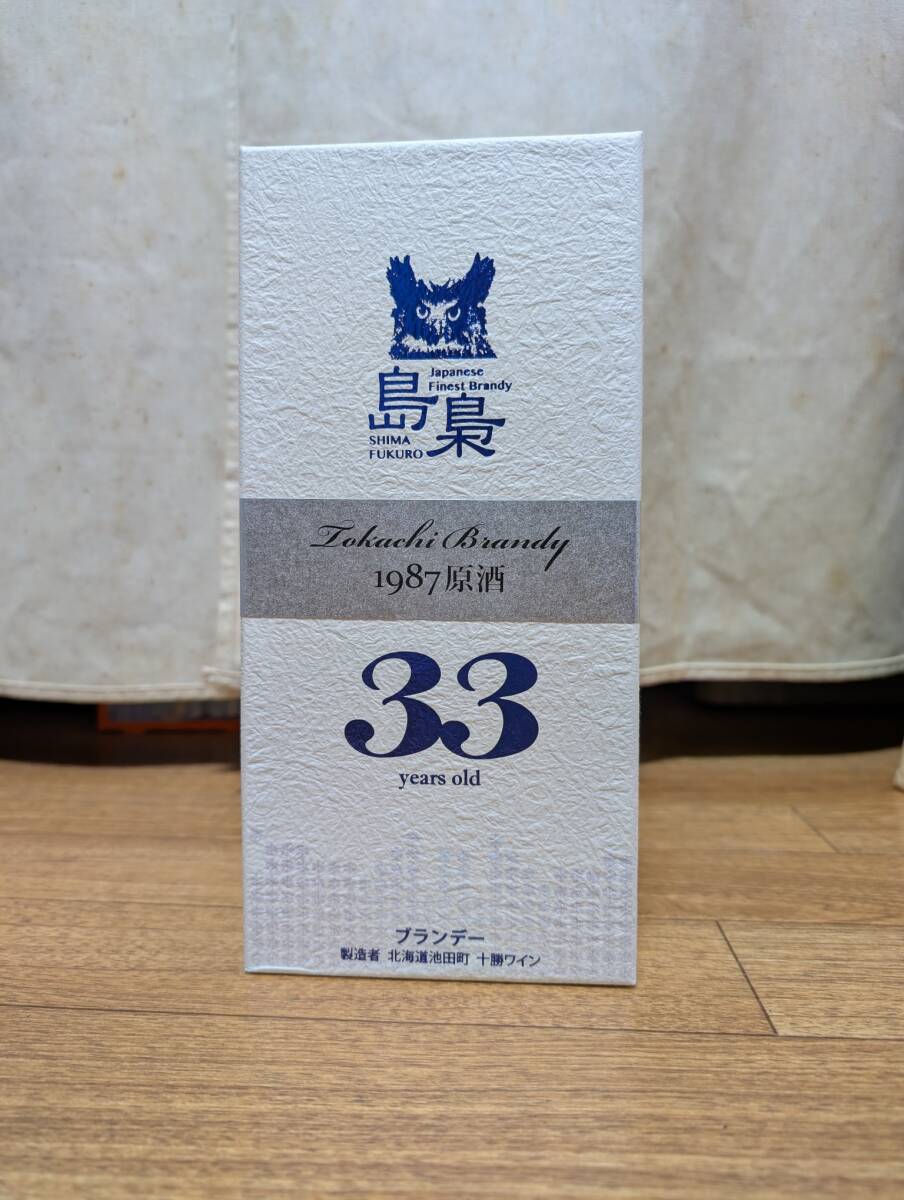 島梟
Japanese
Finest Brandy
SHIMA
FUKURO
Tokachi Brandy
1987原酒
33
years old
ブランデー
製造者 北海道池田町 十勝ワイン